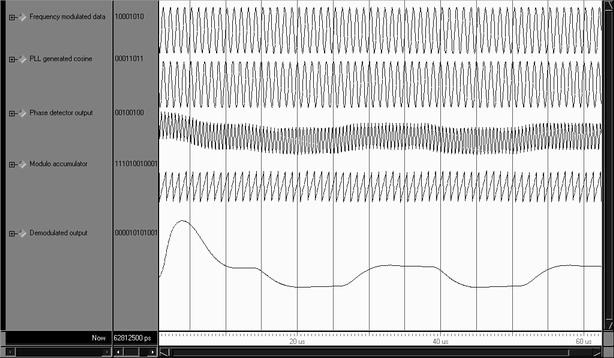 Frequency modulated data 10001010
PLL generated cosine 00011011
Phase detector output 00100100
Modulo accumulator 111010010001
Demodulated output 000010101001
Now 62812500 ps 20 us 40 us 60 us